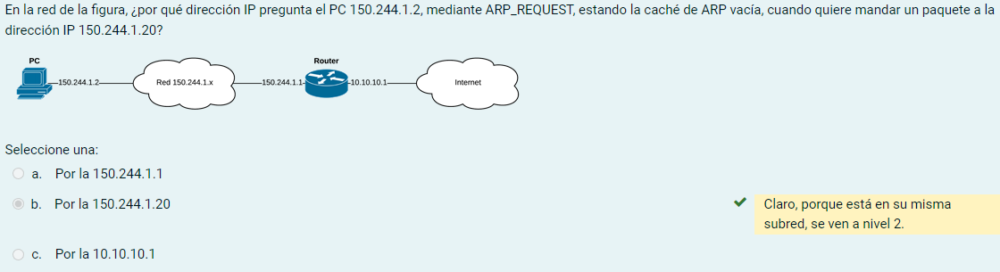 En la red de la figura, ¿por qué dirección IP pregunta el PC 150.244.1.2, mediante ARP_REQUEST, estando la caché de ARP vacía, cuando quiere mandar un paquete a la
dirección IP 150.244.1.20?
PC
Router
150.244.1.2
Red 150.244.1.x
150.244.1.1
10.10.10.1
Internet
Seleccione una:
a. Por la 150.244.1.1
b. Por la 150.244.1.20
Claro, porque está en su misma
subred, se ven a nivel 2.
c. Por la 10.10.10.1